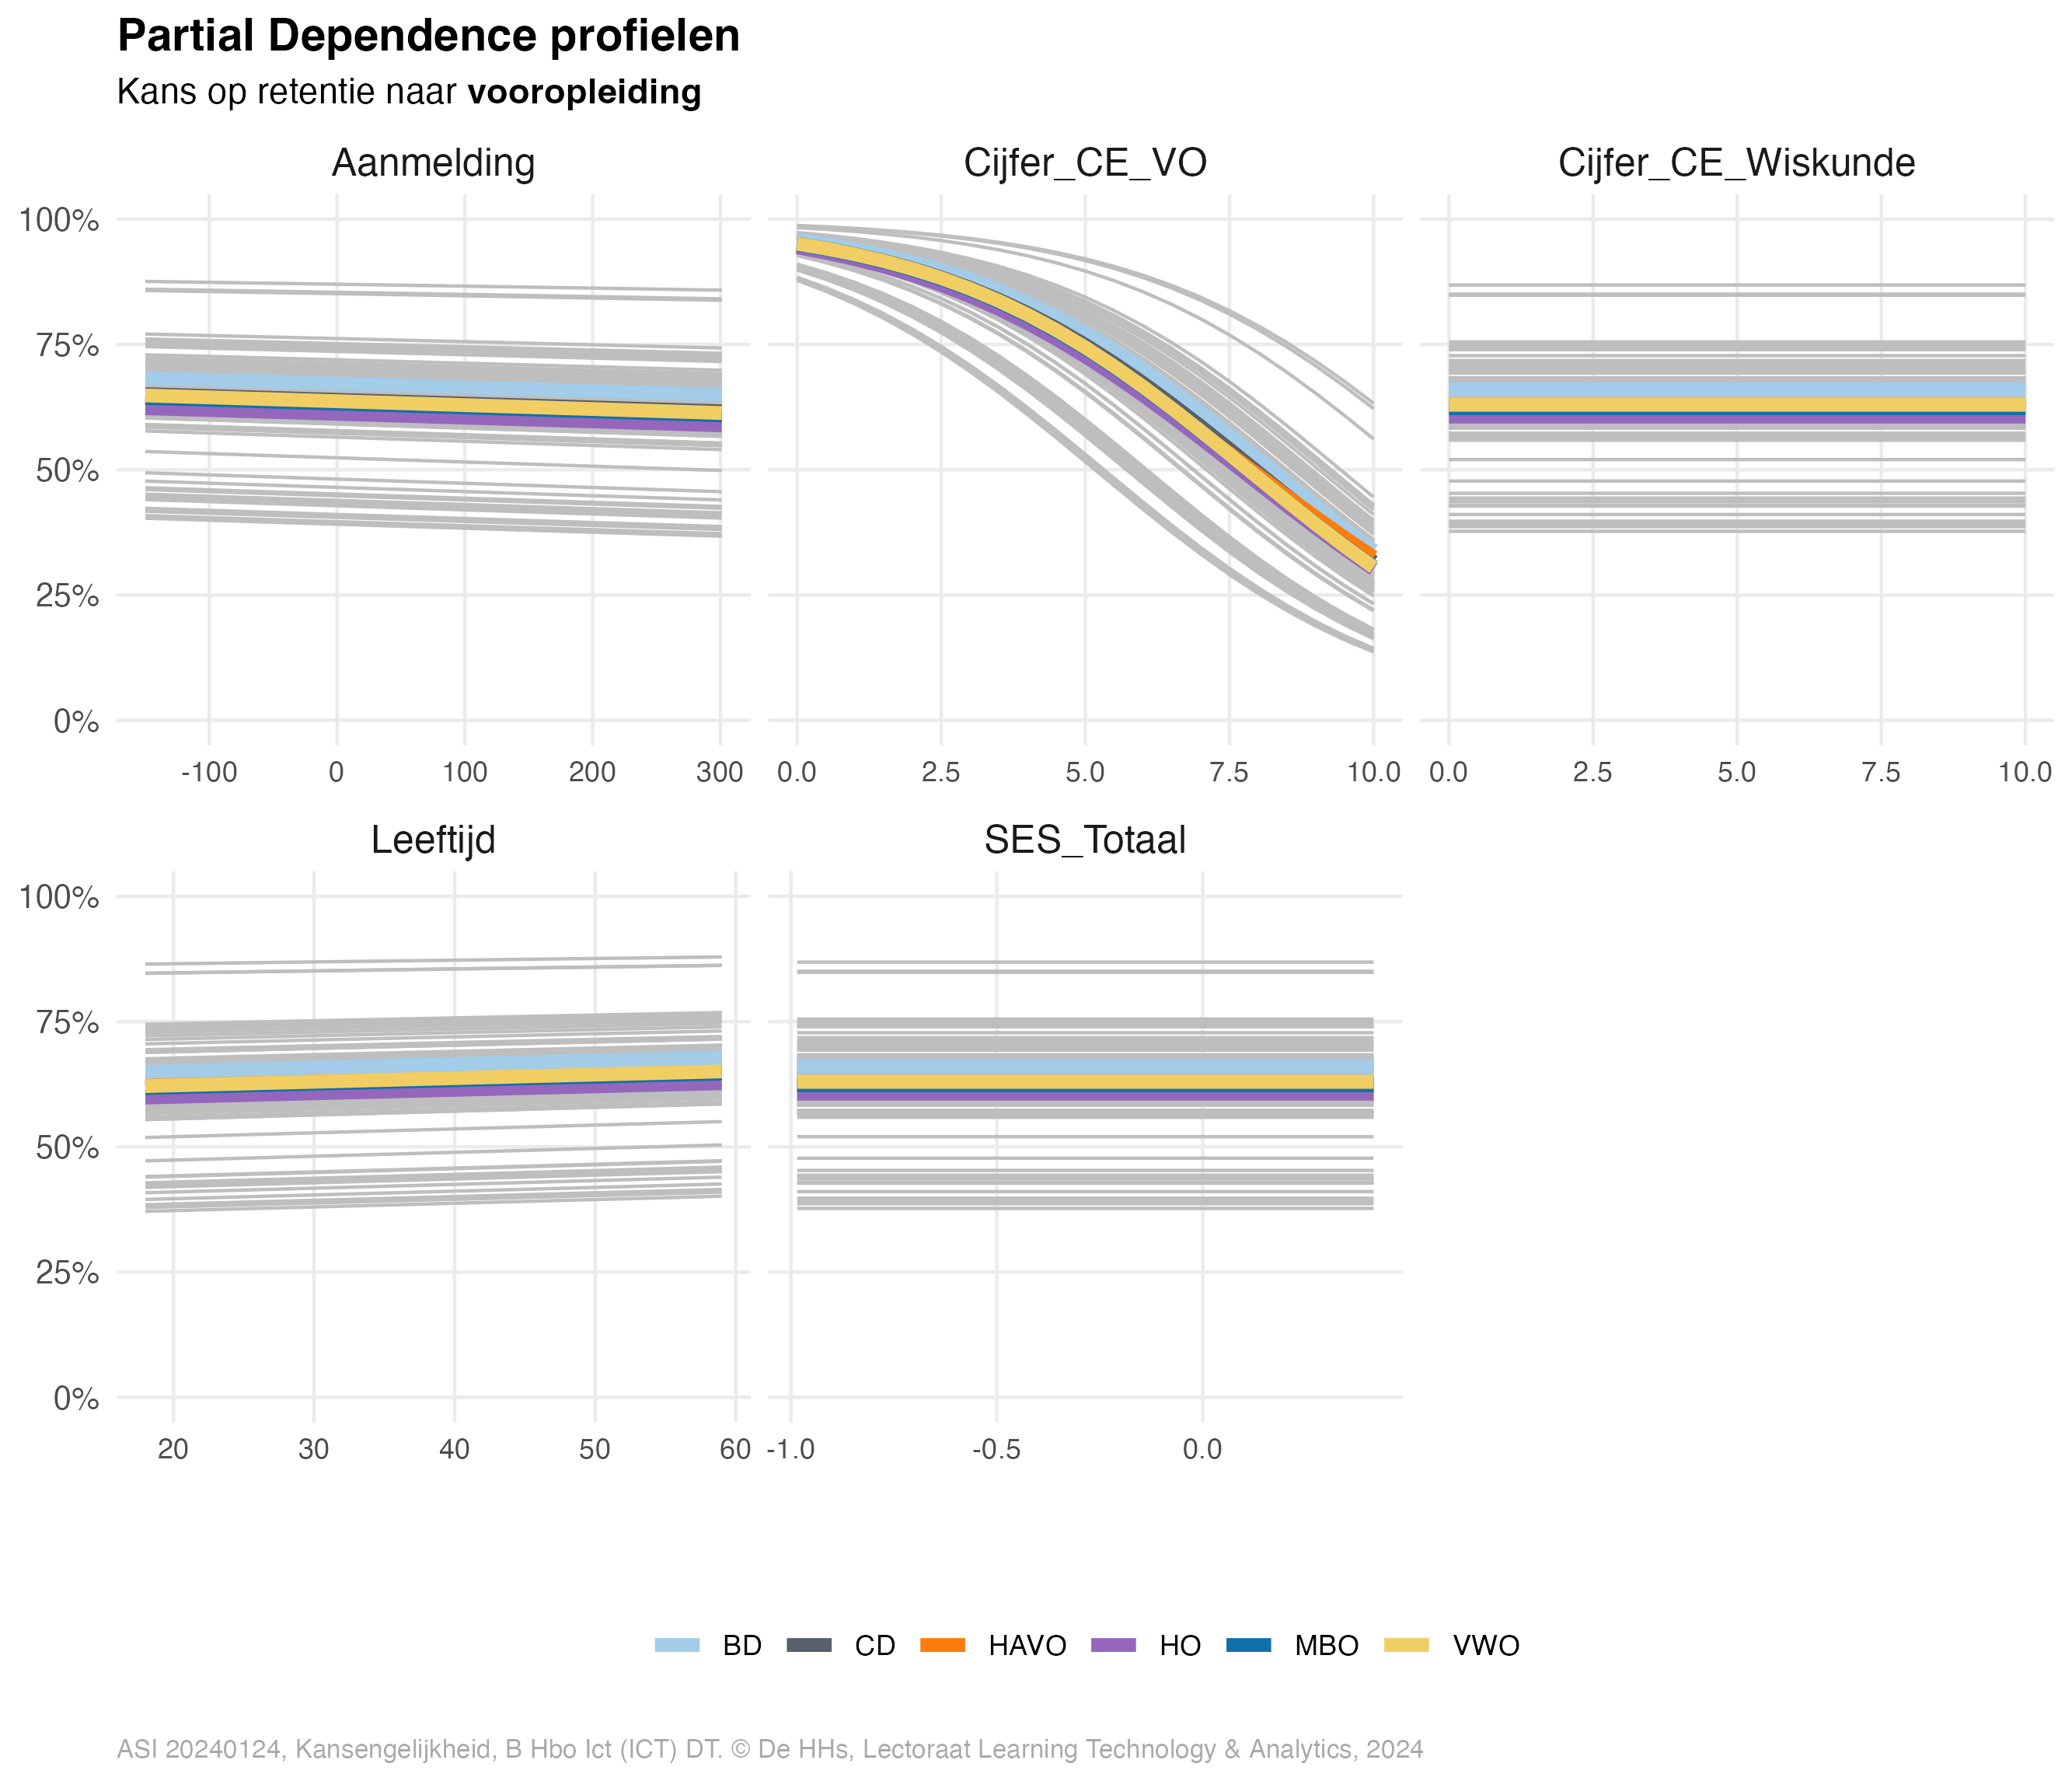 Partial Dependence profielen
Kans op retentie naar vooropleiding
Aanmelding
Cijfer_CE_VO
Cijfer_CE_Wiskunde
100%
75%
50%
25%
0%
-100 0 100 200 300
0.0 2.5 5.0 7.5 10.0
0.0 2.5 5.0 7.5 10.0
Leeftijd
SES_Totaal
100%
75%
50%
25%
0%
20 30 40 50 60
-1.0 -0.5 0.0
BD CD HAVO HO MBO VWO
ASI 20240124, Kansengelijkheid, B Hbo Ict (ICT) DT. © De HHs, Lectoraat Learning Technology & Analytics, 2024